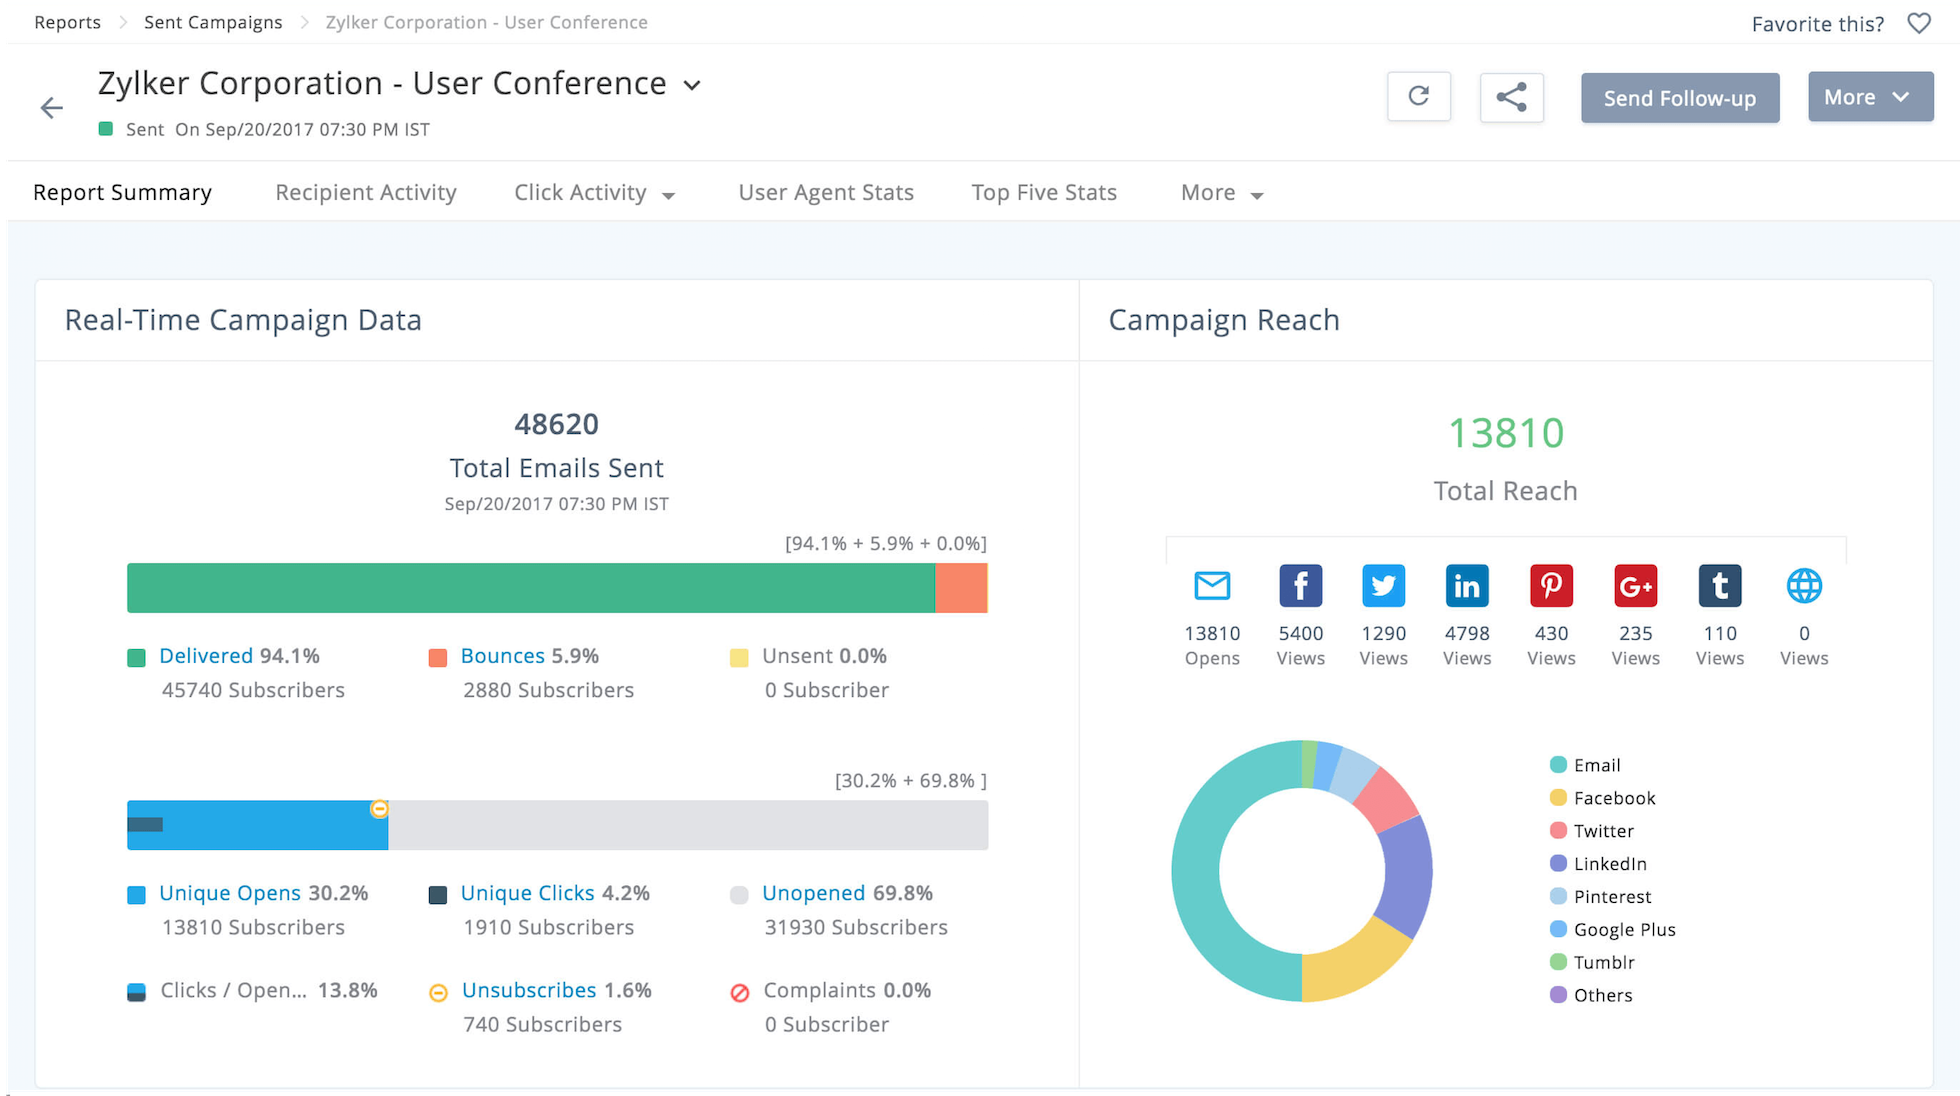 Reports
Sent Campaigns
Zylker Corporation - User Conference
Favorite this?
Zylker Corporation - User Conference
Sent On Sep/20/2017 07:30 PM IST
Send Follow-up
More
Report Summary
Recipient Activity
Click Activity
User Agent Stats
Top Five Stats
More
Real-Time Campaign Data
48620
Total Emails Sent
Sep/20/2017 07:30 PM IST
[94.1% + 5.9% + 0.0%]
Delivered 94.1%
45740 Subscribers
Bounces 5.9%
2880 Subscribers
Unsent 0.0%
0 Subscriber
[30.2% + 69.8% ]
Unique Opens 30.2%
13810 Subscribers
Unique Clicks 4.2%
1910 Subscribers
Unopened 69.8%
31930 Subscribers
Clicks / Open... 13.8%
Unsubscribes 1.6%
740 Subscribers
Complaints 0.0%
0 Subscriber
Campaign Reach
13810
Total Reach
f
in
G+
t
13810
Opens
5400
Views
1290
Views
4798
Views
430
Views
235
Views
110
Views
0
Views
Email
Facebook
Twitter
LinkedIn
Pinterest
Google Plus
Tumblr
Others